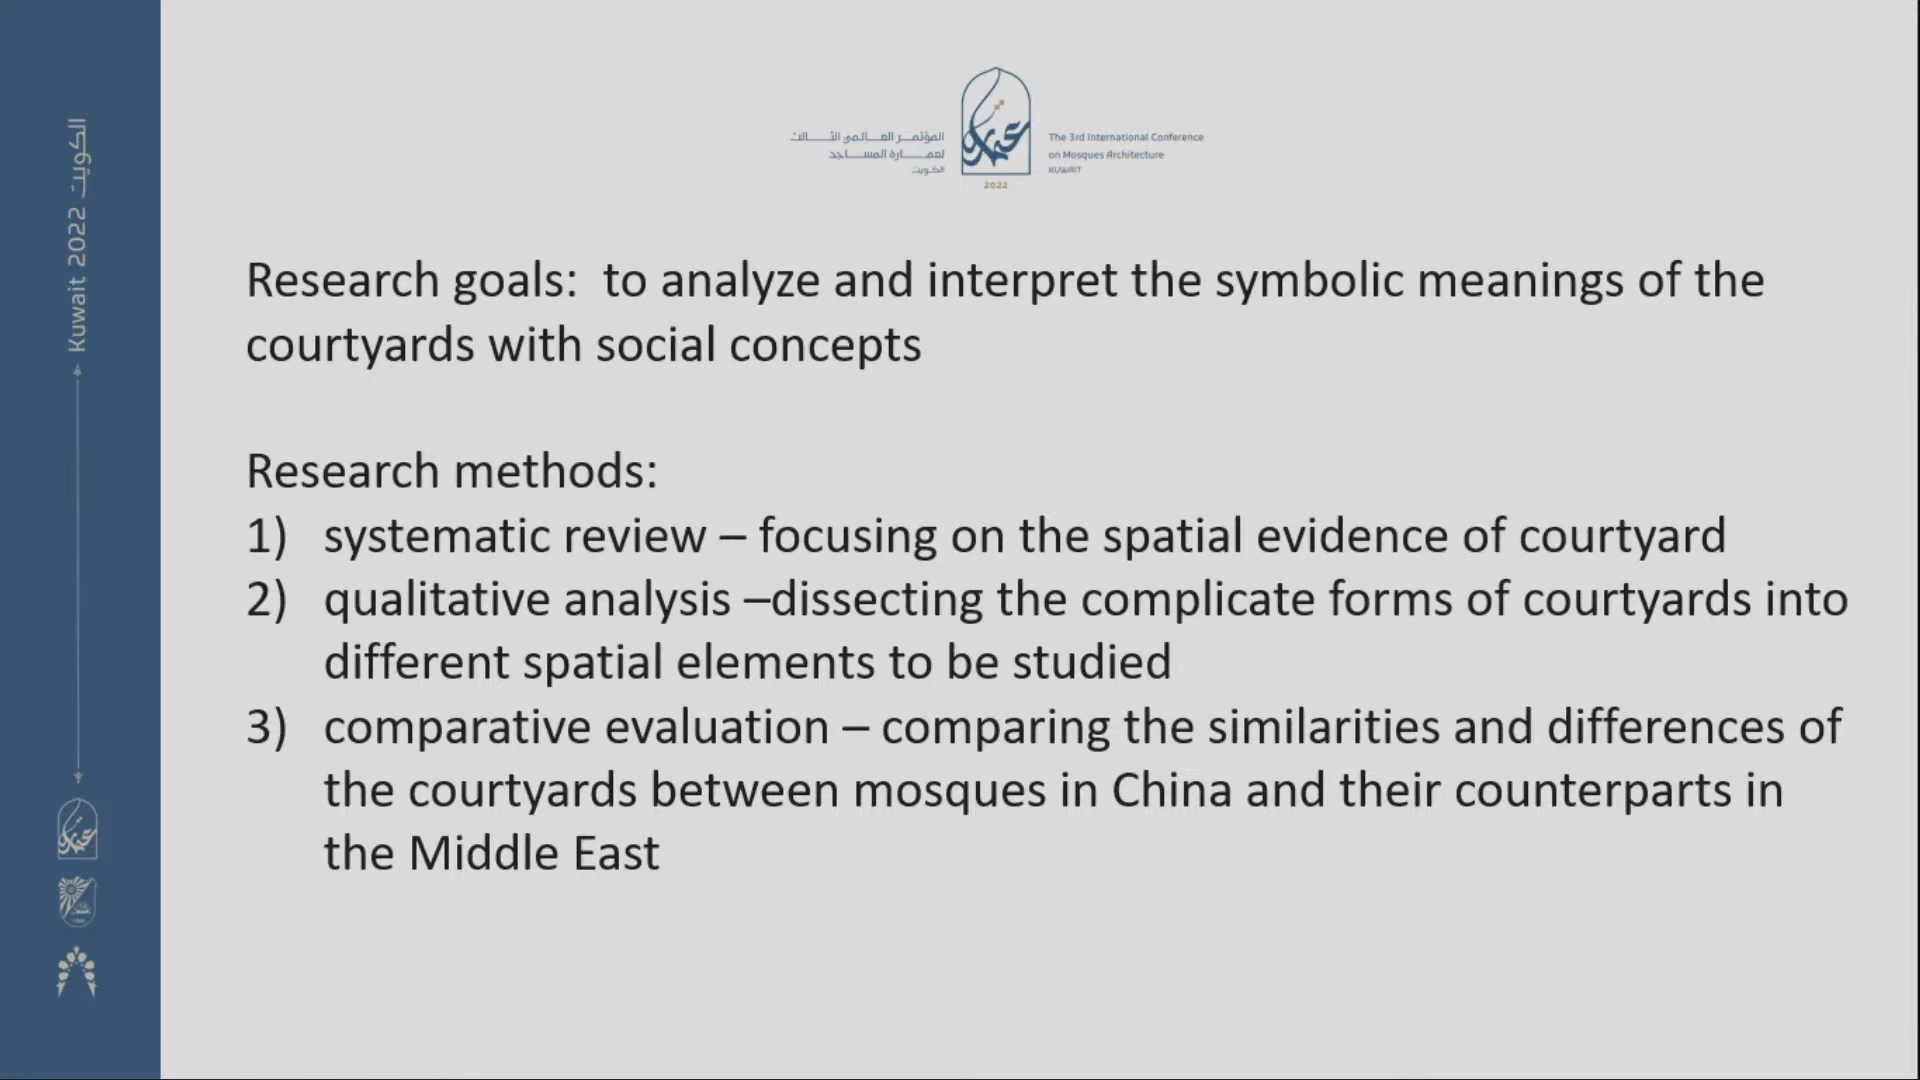 الكويت Kuwait 2022
المؤتمر العالمي الثالث
لعمارة المساجد
الكويت
2022
The 3rd International Conference
on Mosques Architecture
KUWAIT
Research goals:  to analyze and interpret the symbolic meanings of the
courtyards with social concepts
Research methods:
1) systematic review – focusing on the spatial evidence of courtyard
2) qualitative analysis –dissecting the complicate forms of courtyards into
different spatial elements to be studied
3) comparative evaluation – comparing the similarities and differences of
the courtyards between mosques in China and their counterparts in
the Middle East